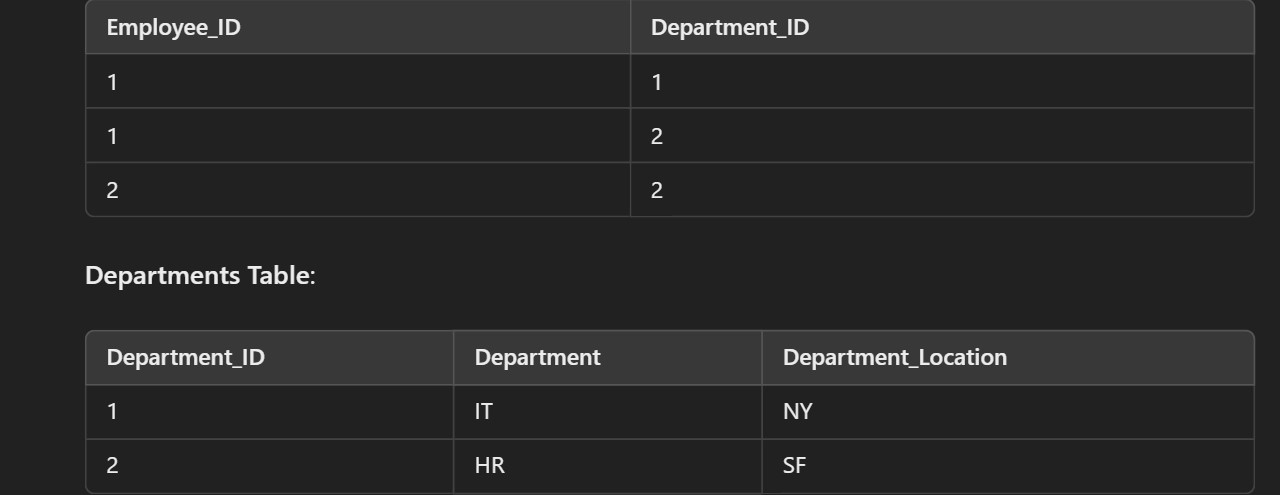 Employee_ID Department_ID
1 1
1 2
2 2
Departments Table:
Department_ID Department Department_Location
1 IT NY
2 HR SF